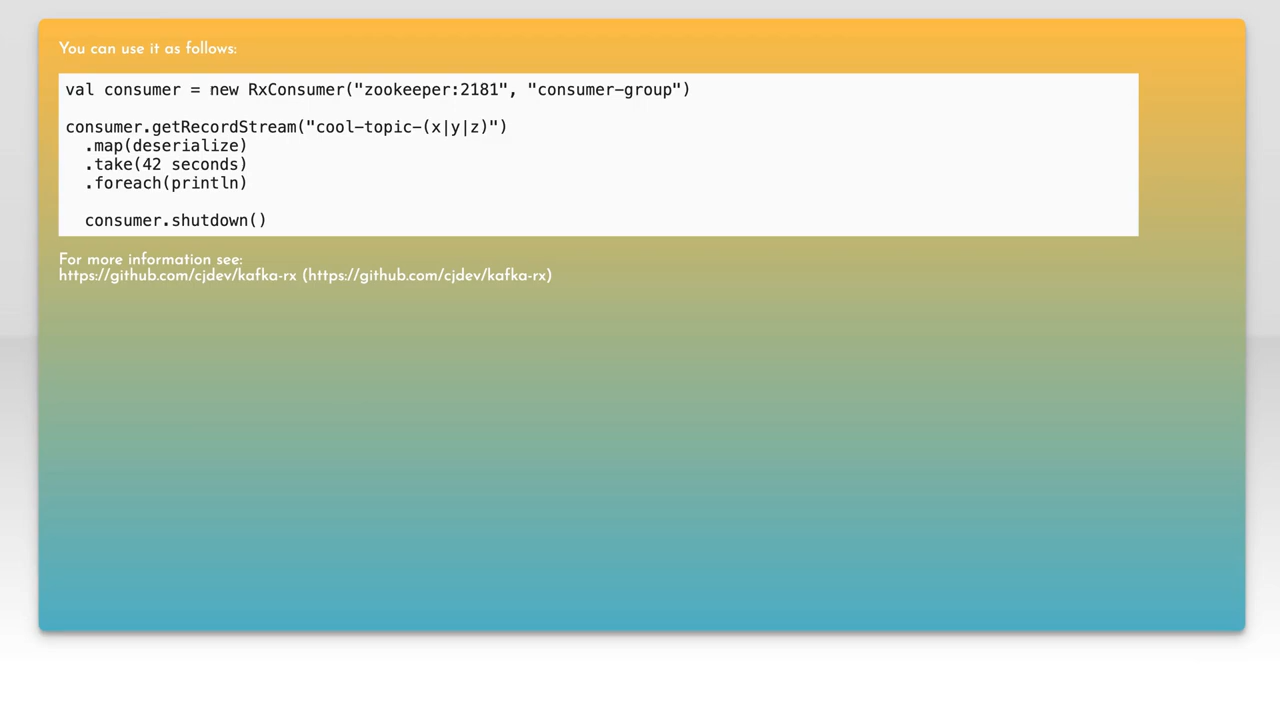 You can use it as follows:
val consumer = new RxConsumer("zookeeper:2181", "consumer-group")
consumer.getRecordStream("cool-topic-(x|y|z)")
  .map(deserialize)
  .take(42 seconds)
  .foreach(println)
  consumer.shutdown()
For more information see:
https://github.com/cjdev/kafka-rx (https://github.com/cjdev/kafka-rx)